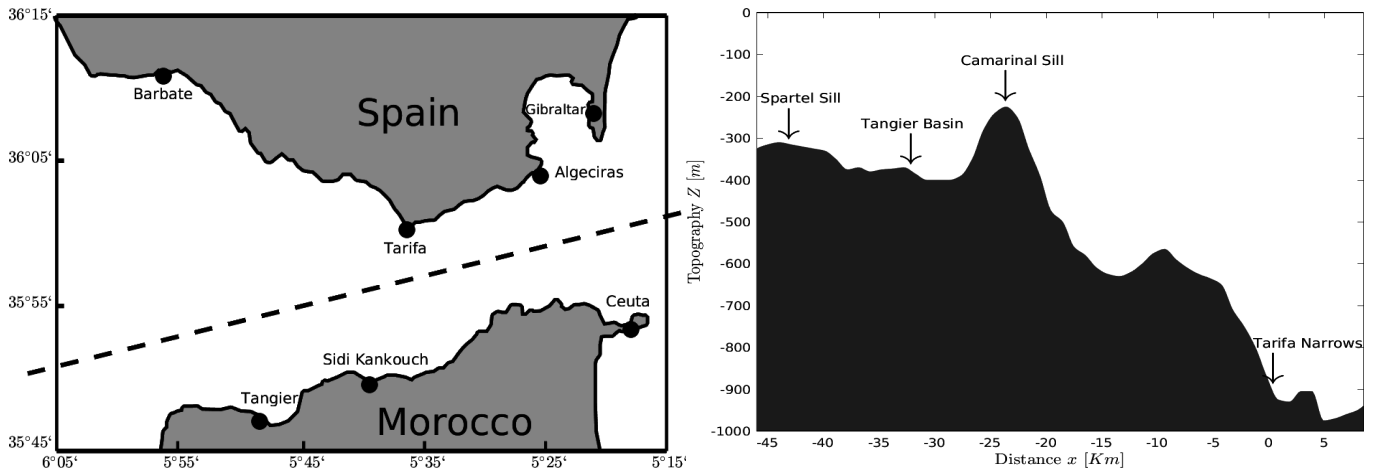 36°15‘
36°05‘
35°55‘
35°45‘
6°05‘
5°55‘
5°45‘
5°35‘
5°25‘
5°15‘
Barbate
Spain
Gibraltar
Algeciras
Tarifa
Ceuta
Sidi Kankouch
Tangier
Morocco
0
-100
-200
-300
-400
-500
-600
-700
-800
-900
-1000
Topography Z [m]
Camarinal Sill
Spartel Sill
Tangier Basin
Tarifa Narrows
-45
-40
-35
-30
-25
-20
-15
-10
-5
0
5
Distance x [Km]